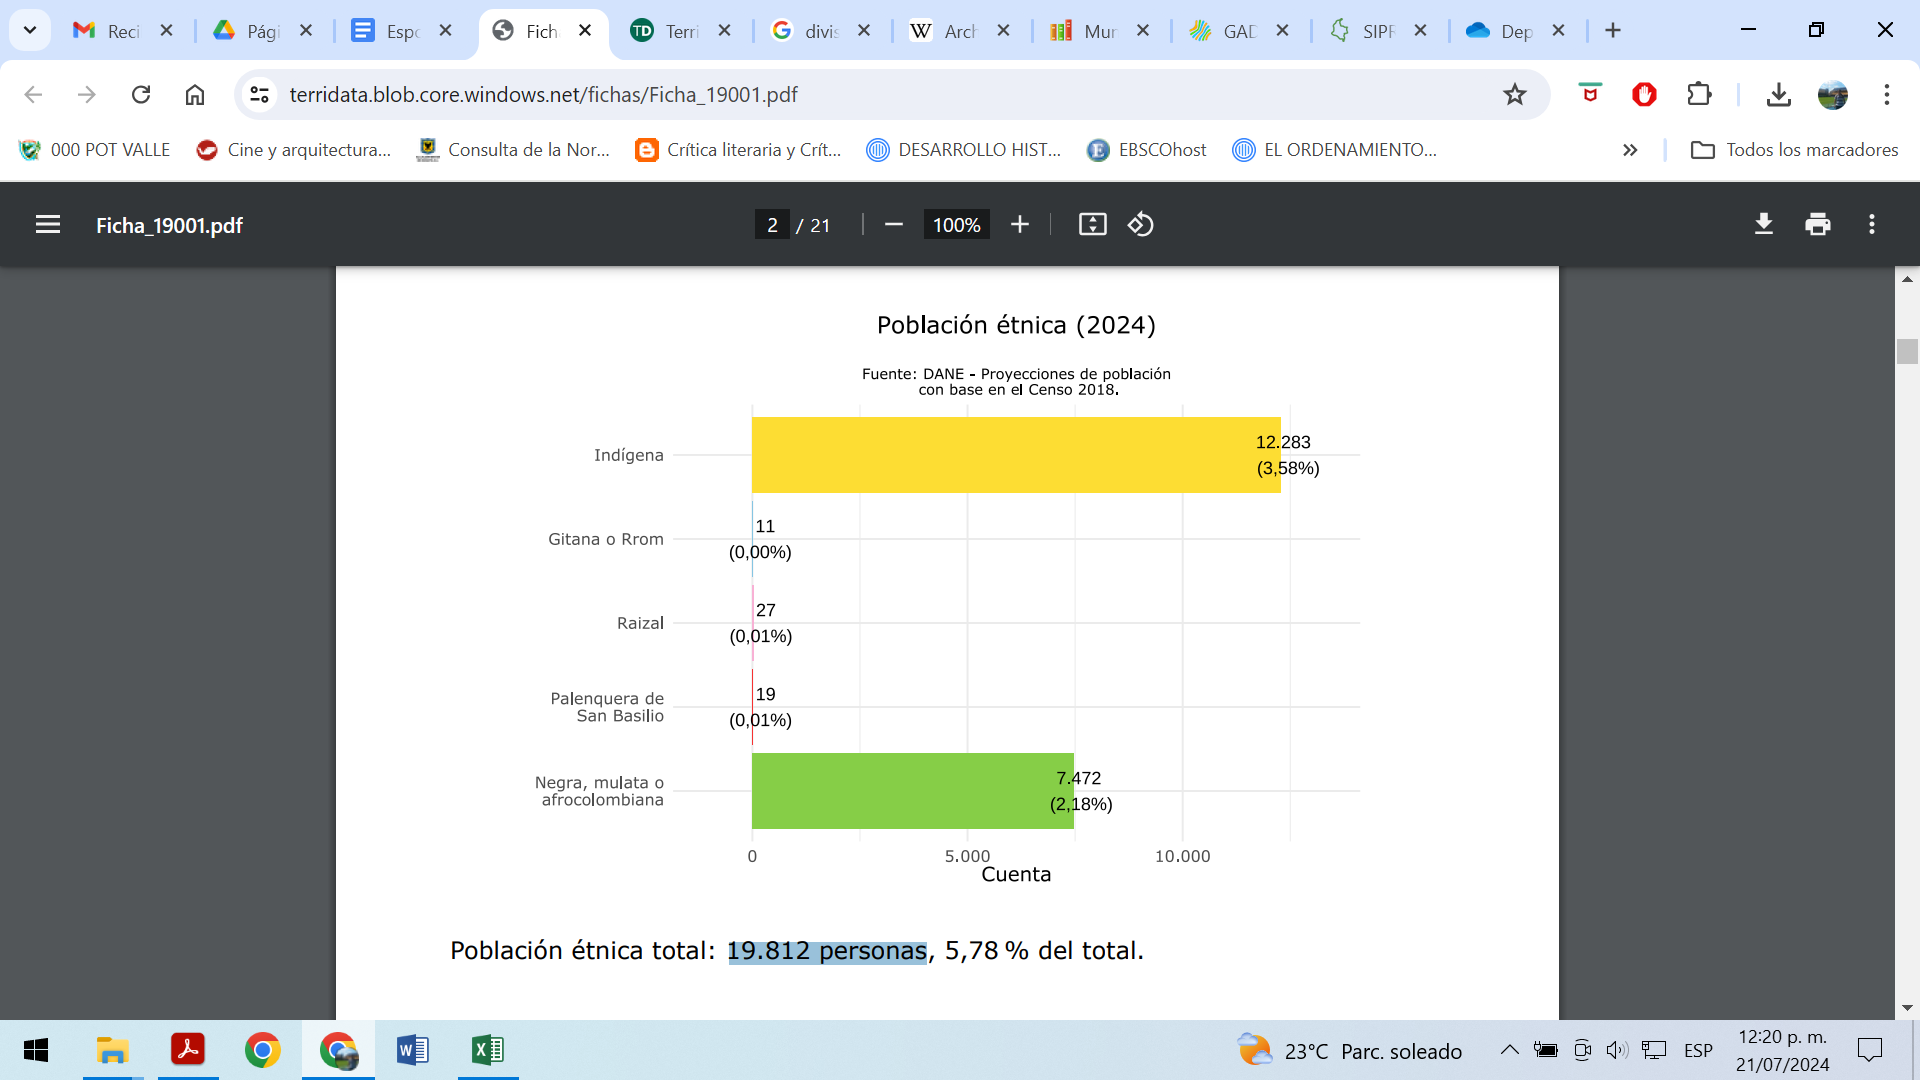 Reci
Pági
Espo
Fich
TD
Terri
divis
W
Arch
Mur
GAD
SIPR
Dep
terridata.blob.core.windows.net/fichas/Ficha_19001.pdf
000 POT VALLE
Cine y arquitectura...
Consulta de la Nor...
Crítica literaria y Crít...
DESARROLLO HIST...
EBSCOhost
EL ORDENAMIENTO...
Todos los marcadores
Ficha_19001.pdf
2 / 21
100%
Población étnica (2024)
Fuente: DANE - Proyecciones de población
con base en el Censo 2018.
Indígena
12.283
(3,58%)
Gitana o Rrom
11
(0,00%)
Raizal
27
(0,01%)
Palenquera de
San Basilio
19
(0,01%)
Negra, mulata o
afrocolombiana
7.472
(2,18%)
0
5.000
10.000
Cuenta
Población étnica total: 19.812 personas, 5,78 % del total.
23°C Parc. soleado
ESP
12:20 p. m.
21/07/2024